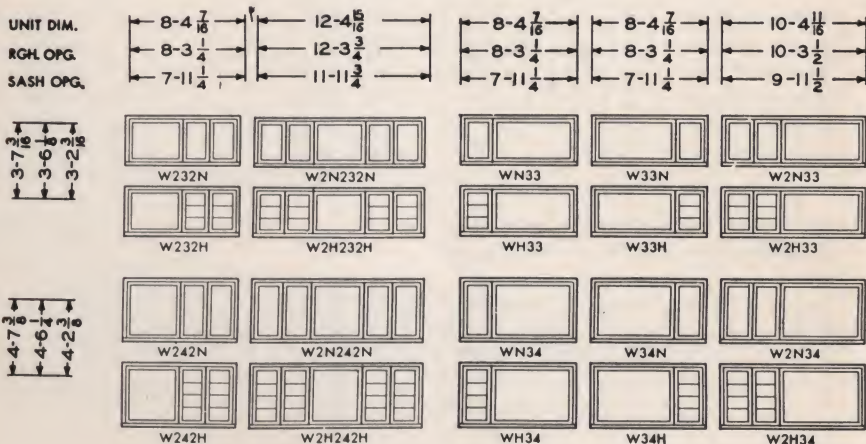 UNIT DIM. 8-4 7/16 12-4 15/16 8-4 7/16 8-4 7/16 10-4 11/16
RGH. OPG. 8-3 1/4 12-3 3/4 8-3 1/4 8-3 1/4 10-3 1/2
SASH OPG. 7-11 1/4 11-11 3/4 7-11 1/4 7-11 1/4 9-11 1/2
3-7 3/16 3-6 1/8 3-2 3/16
W232N W2N232N WN33 W33N W2N33
W232H W2H232H WH33 W33H W2H33
4-7 3/8 4-6 1/4 4-2 3/8
W242N W2N242N WN34 W34N W2N34
W242H W2H242H WH34 W34H W2H34